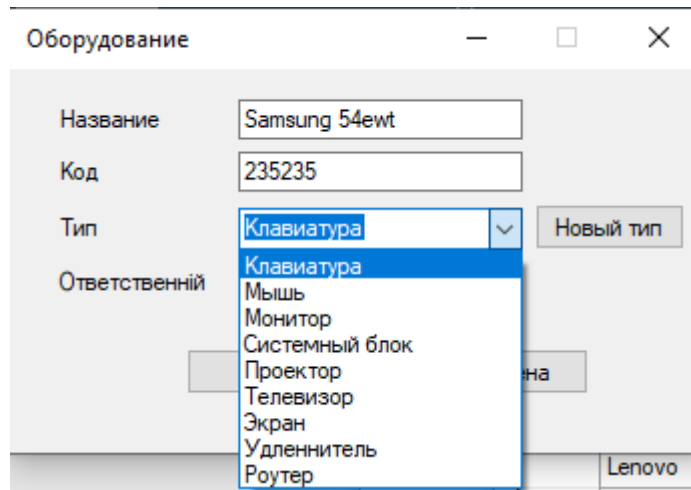 Оборудование
Название Samsung 54ewt
Код 235235
Тип Клавиатура Новый тип
Ответственній Клавиатура
Мышь
Монитор
Системный блок
Проектор
Телевизор
Экран
Удленнитель
Роутер
Lenovo